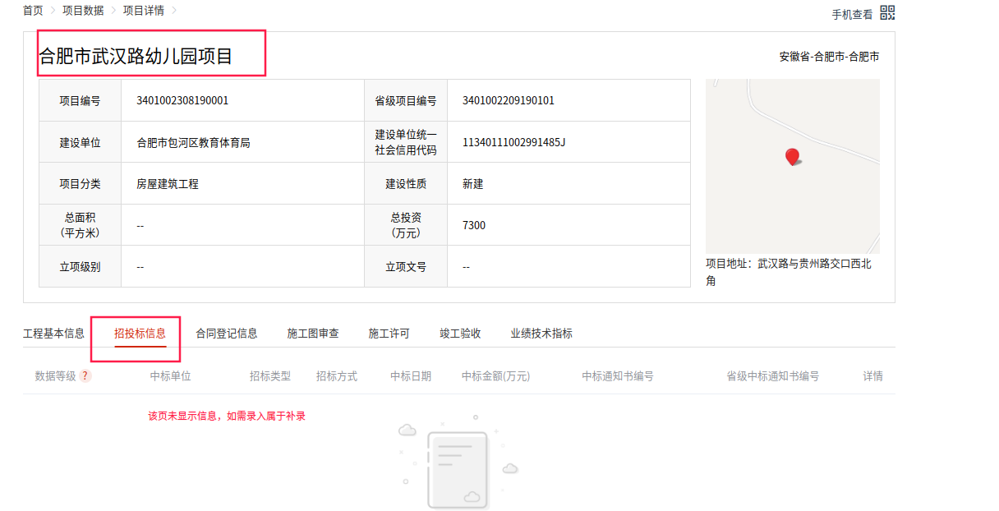 首页 > 项目数据 > 项目详情 >
手机查看
合肥市武汉路幼儿园项目
安徽省-合肥市-合肥市
项目编号 3401002308190001 省级项目编号 3401002209190101
建设单位 合肥市包河区教育体育局 建设单位统一
社会信用代码 11340111002991485J
项目分类 房屋建筑工程 建设性质 新建
总面积
（平方米） -- 总投资
（万元） 7300
立项级别 -- 立项文号 --
项目地址：武汉路与贵州路交口西北
角
工程基本信息 招投标信息 合同登记信息 施工图审查 施工许可 竣工验收 业绩技术指标
数据等级 ? 中标单位 招标类型 招标方式 中标日期 中标金额(万元) 中标通知书编号 省级中标通知书编号 详情
该页未显示信息，如需录入属于补录